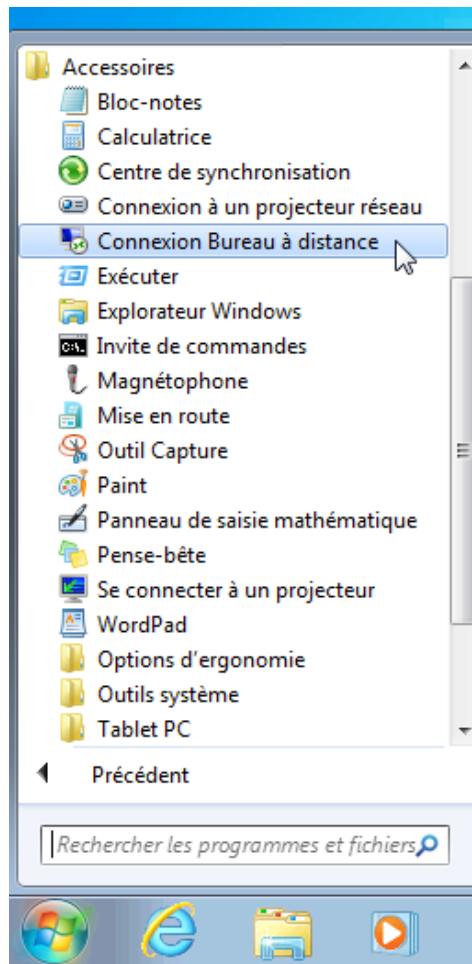 Accessoires
Bloc-notes
Calculatrice
Centre de synchronisation
Connexion à un projecteur réseau
Connexion Bureau à distance
Exécuter
Explorateur Windows
Invite de commandes
Magnétophone
Mise en route
Outil Capture
Paint
Panneau de saisie mathématique
Pense-bête
Se connecter à un projecteur
WordPad
Options d'ergonomie
Outils système
Tablet PC
Précédent
Rechercher les programmes et fichiers